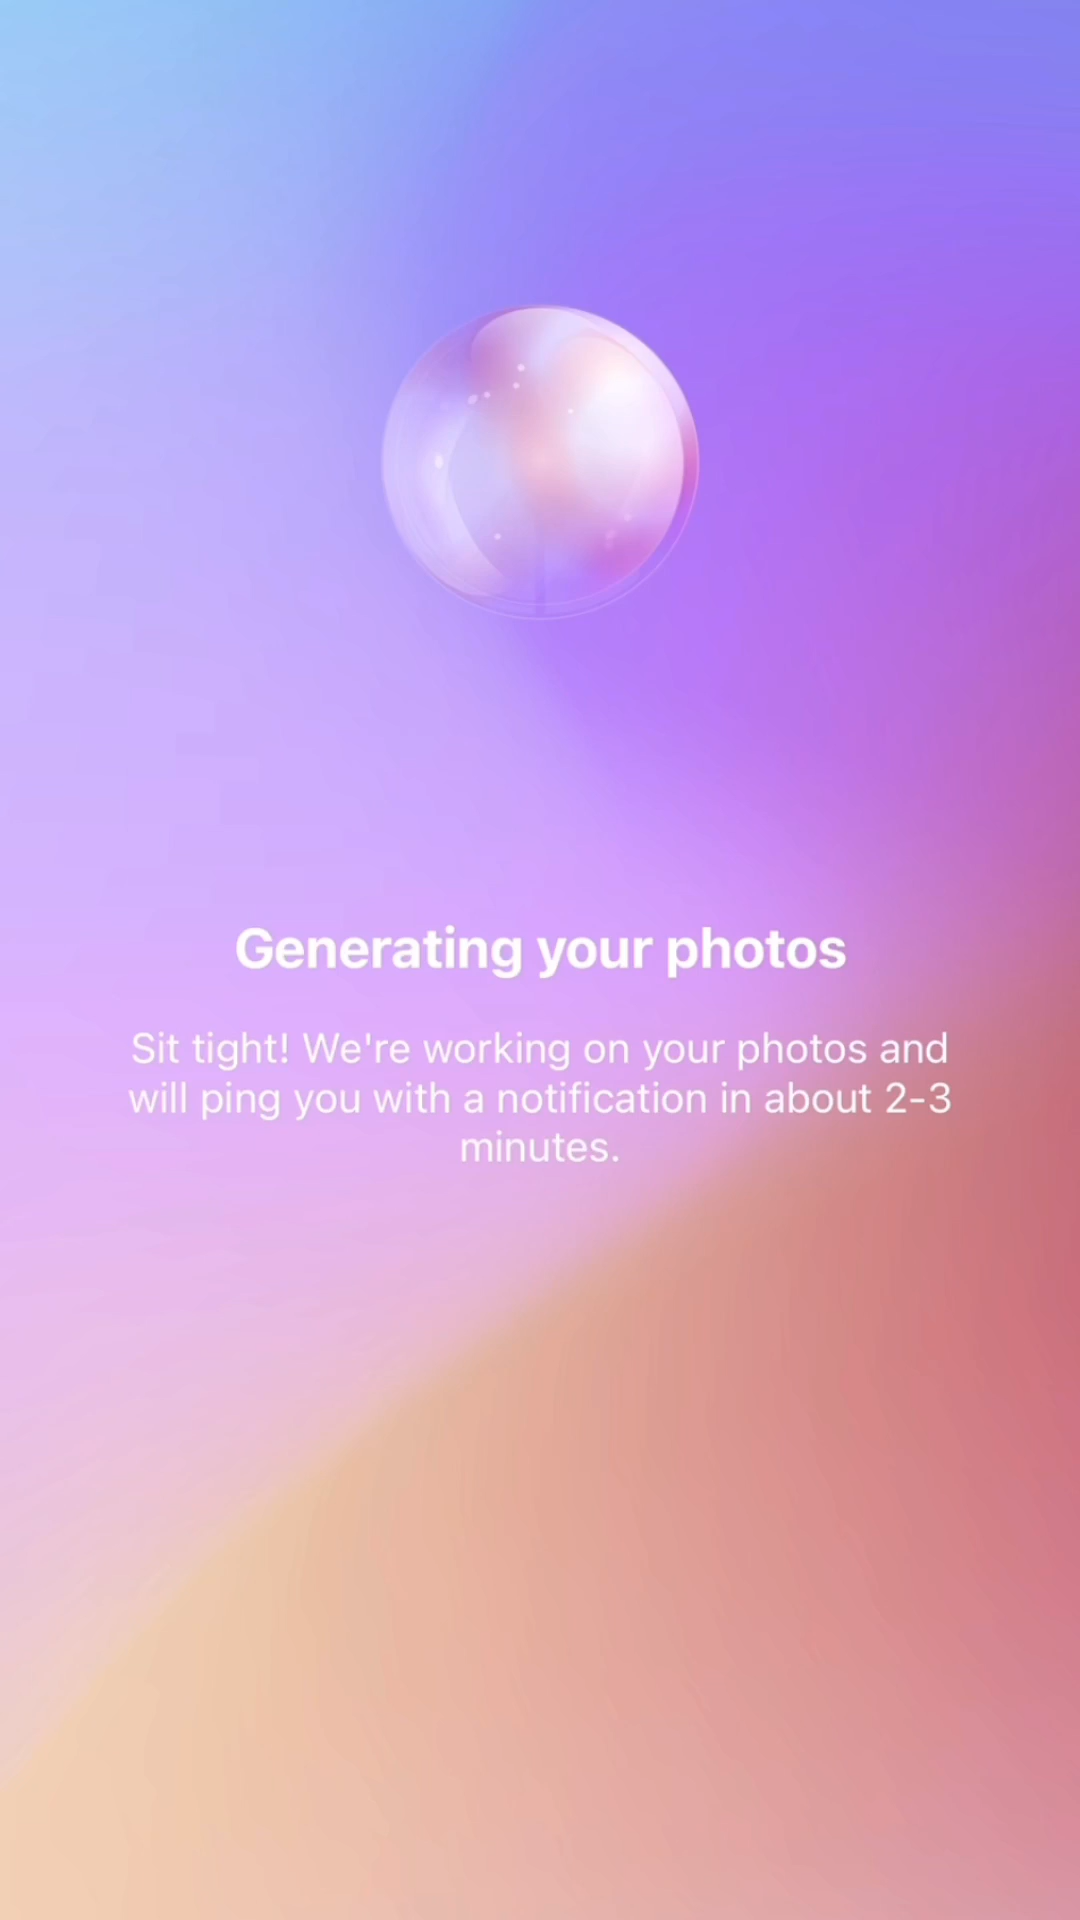 Generating your photos
Sit tight! We're working on your photos and
will ping you with a notification in about 2-3
minutes.